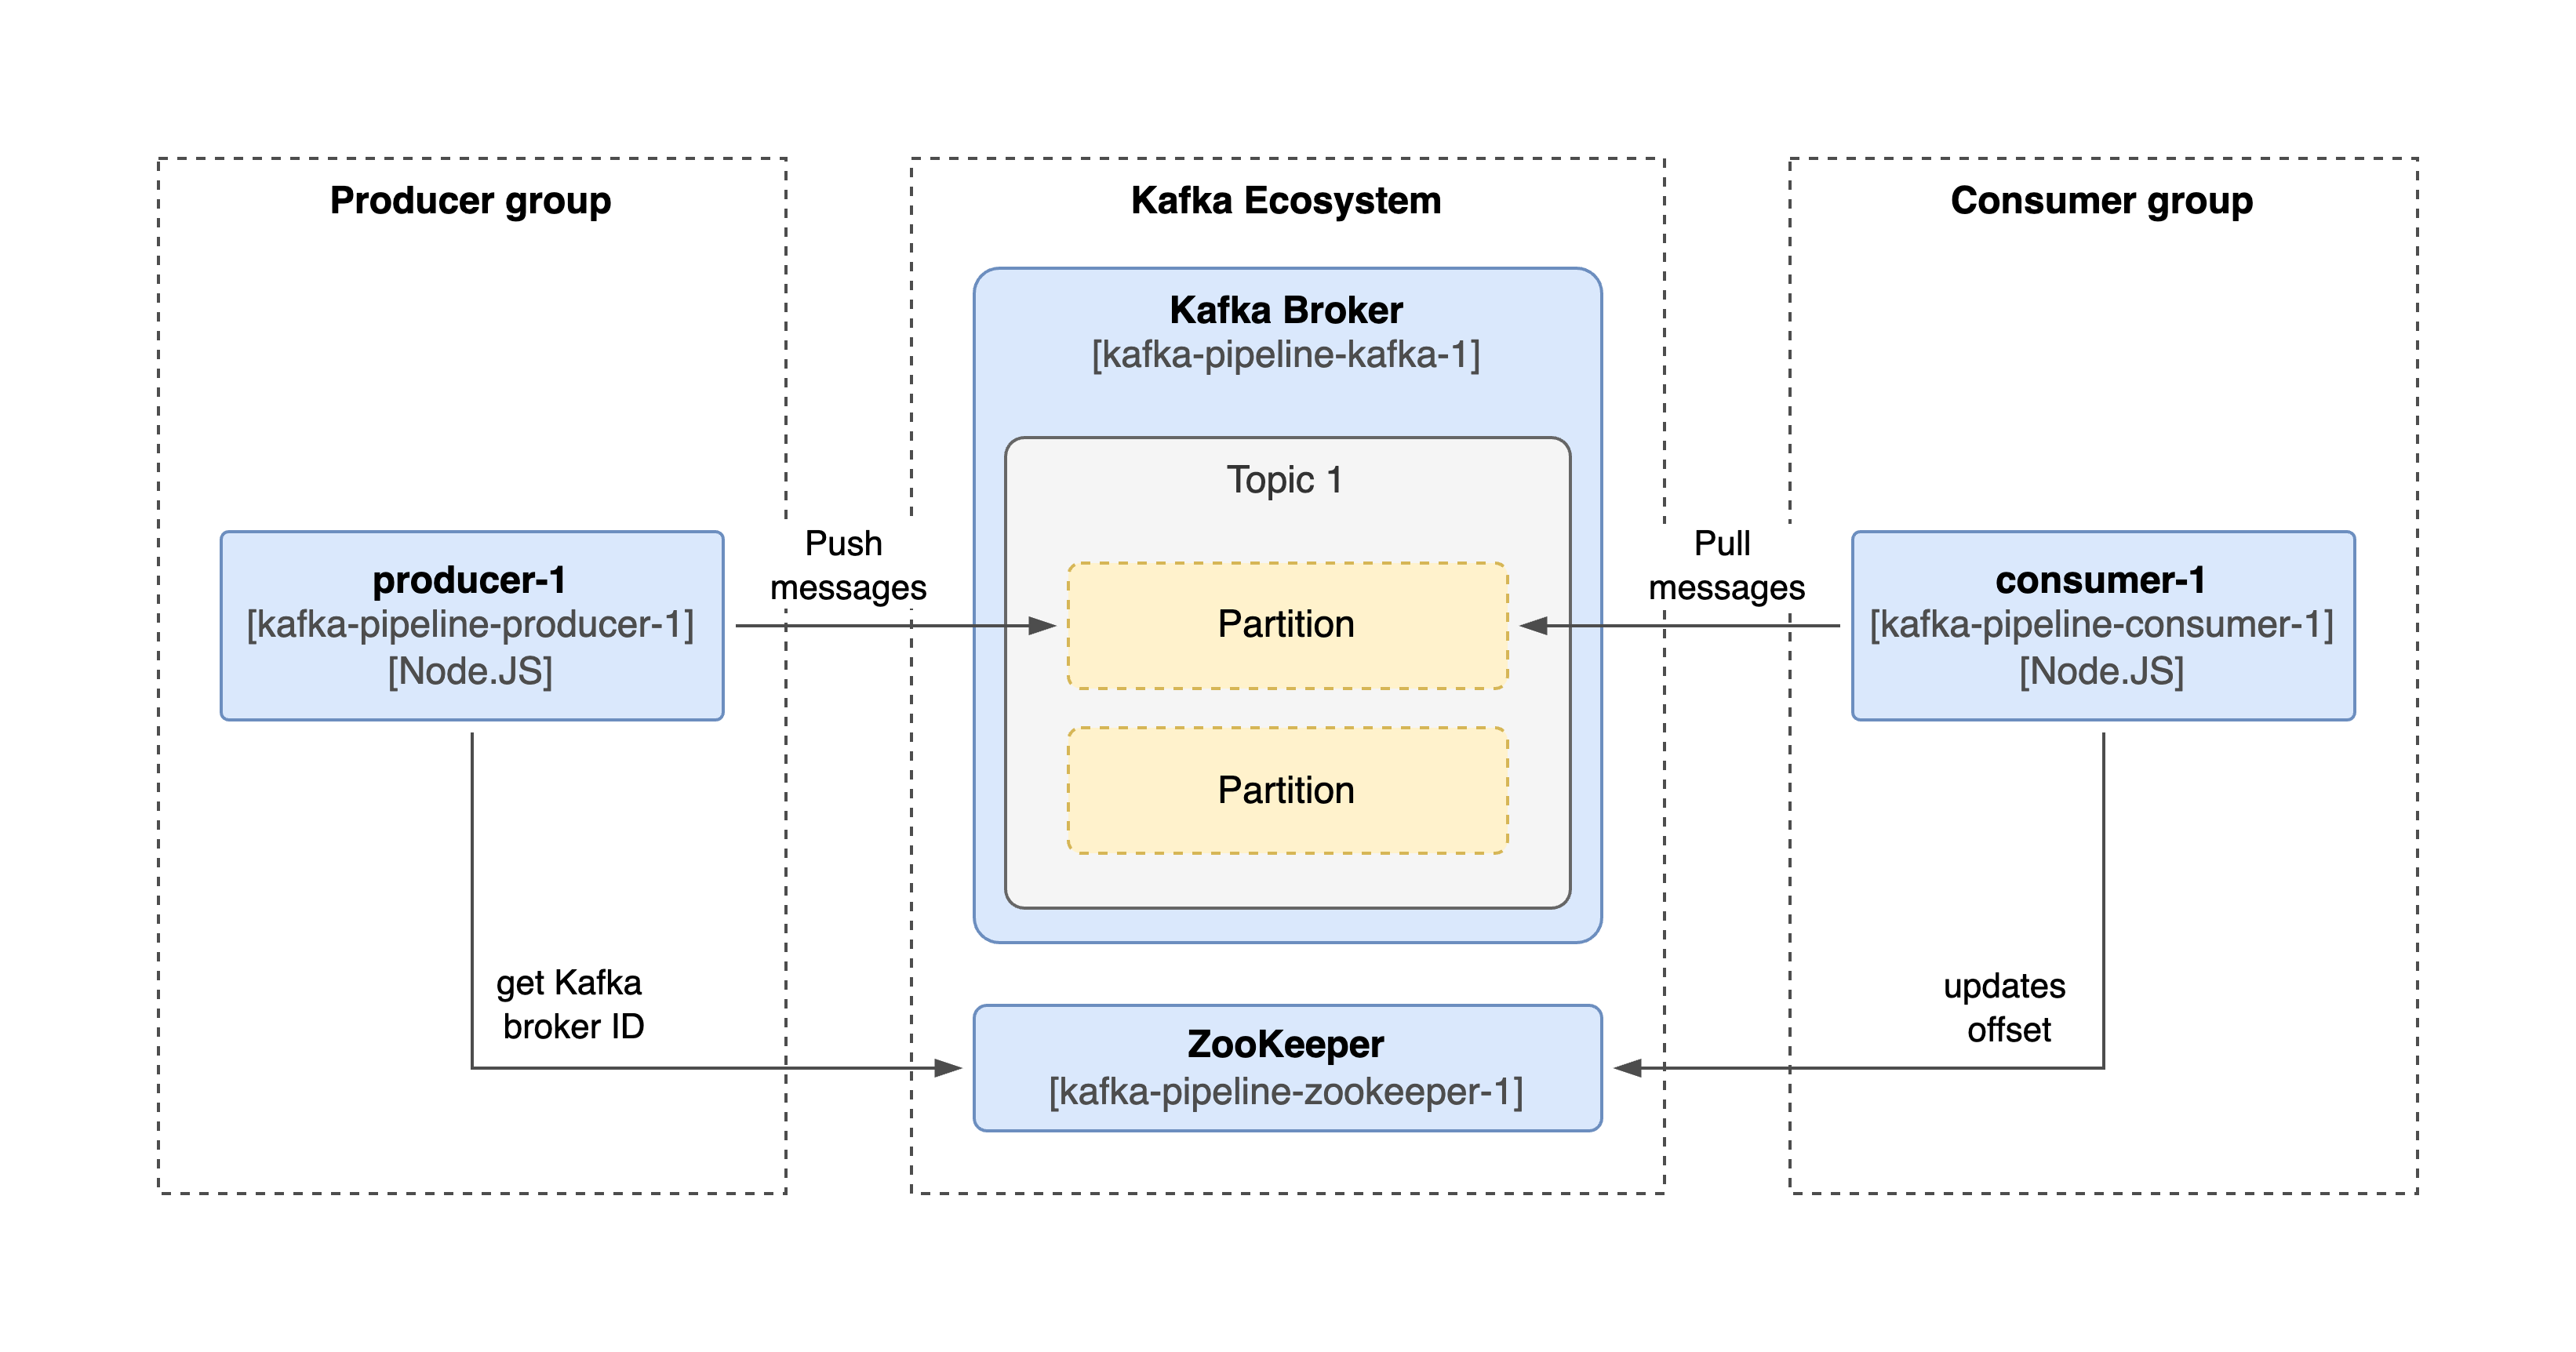 Producer group
Kafka Ecosystem
Consumer group
Kafka Broker
[kafka-pipeline-kafka-1]
Topic 1
producer-1
[kafka-pipeline-producer-1]
[Node.JS]
Push
messages
Partition
Pull
messages
consumer-1
[kafka-pipeline-consumer-1]
[Node.JS]
Partition
get Kafka
broker ID
updates
offset
ZooKeeper
[kafka-pipeline-zookeeper-1]